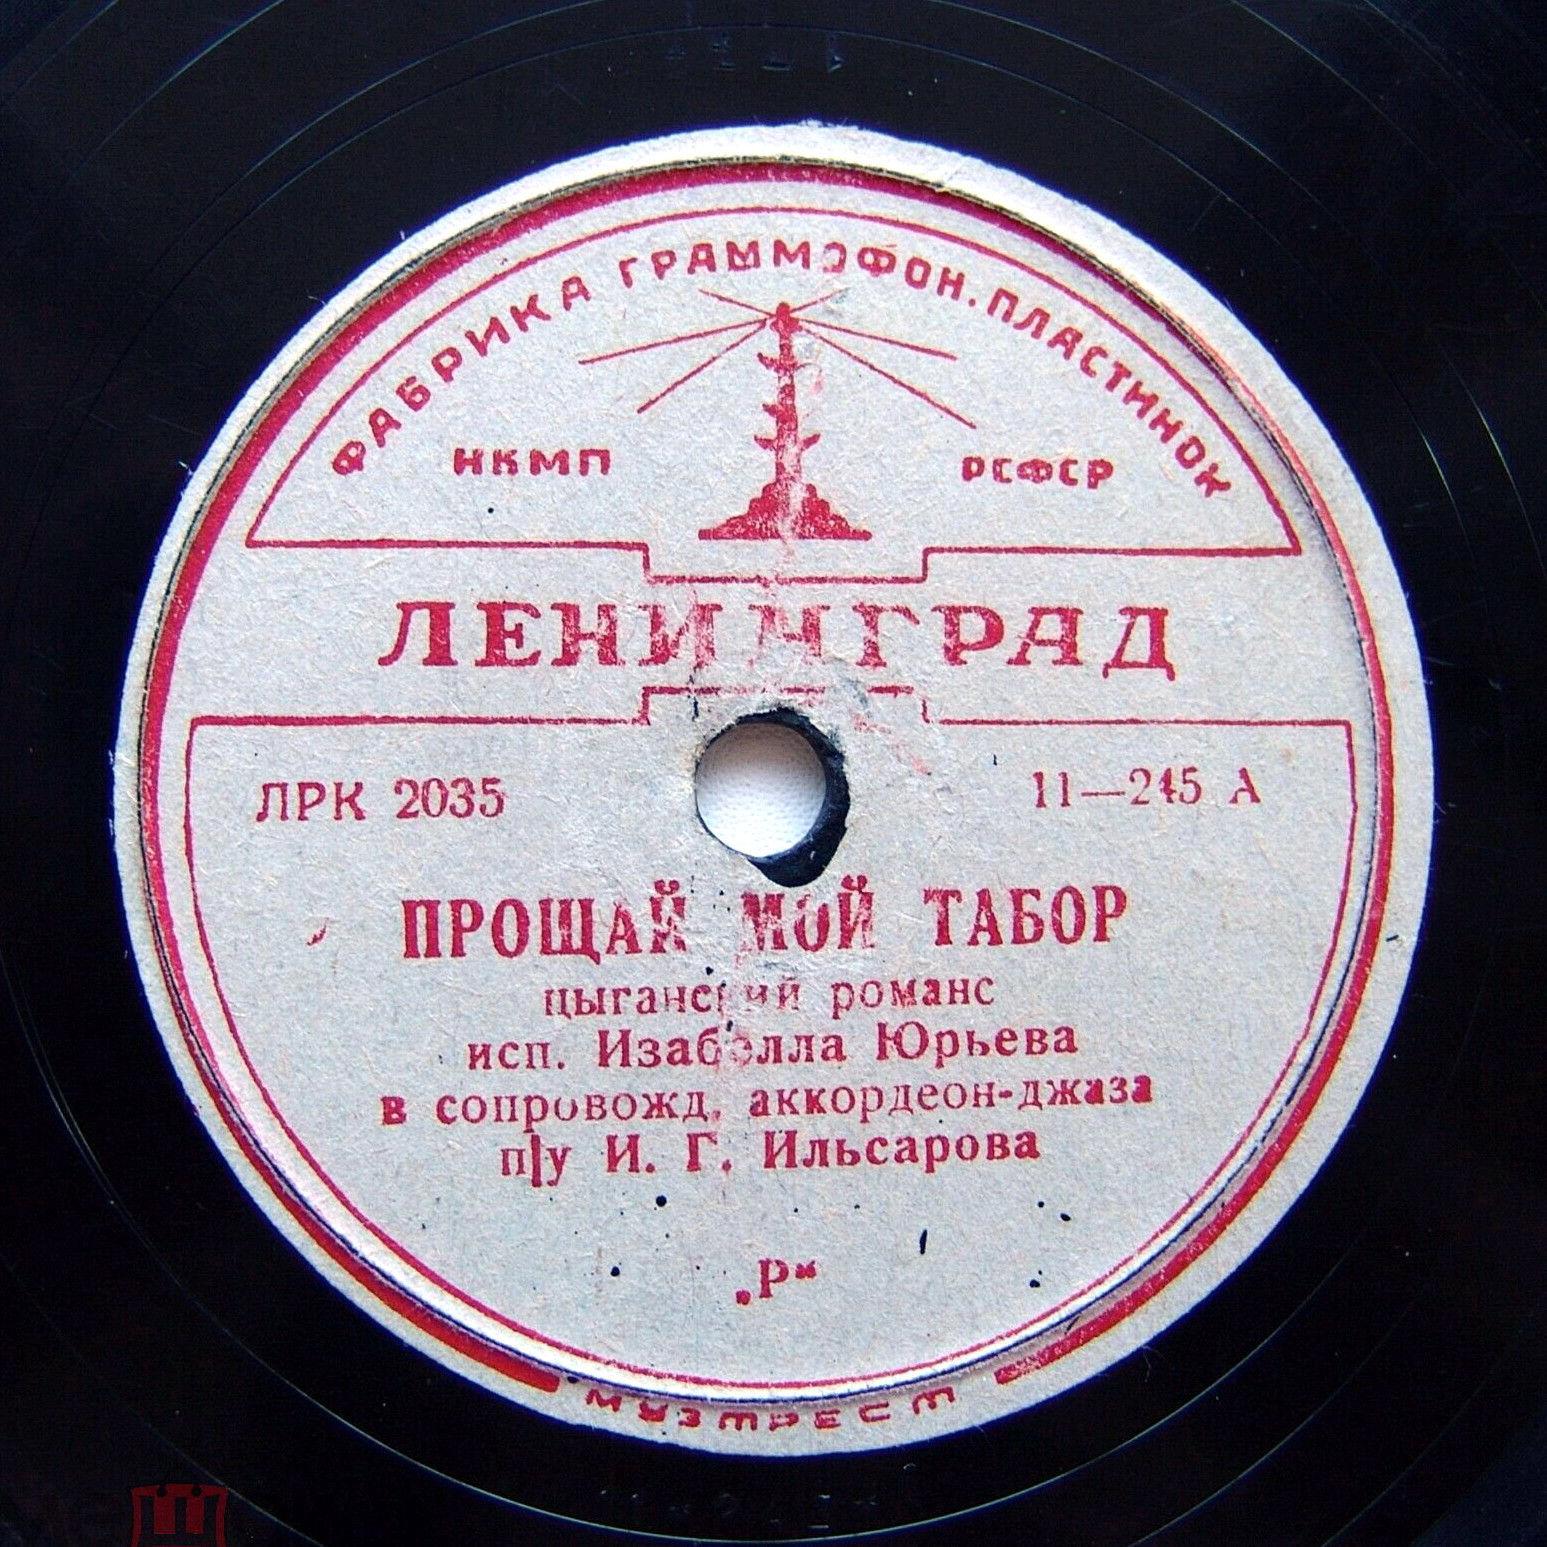 ФАБРИКА ГРАММОФОН. ПЛАСТИНОК
НКМП РСФСР
ЛЕНИНГРАД
ЛРК 2035 11—245 А
ПРОЩАЙ МОЙ ТАБОР
цыганский романс
исп. Изабелла Юрьева
в сопровожд. аккордеон-джаза
п/у И. Г. Ильсарова
„Р“
МУЗТРЕСТ